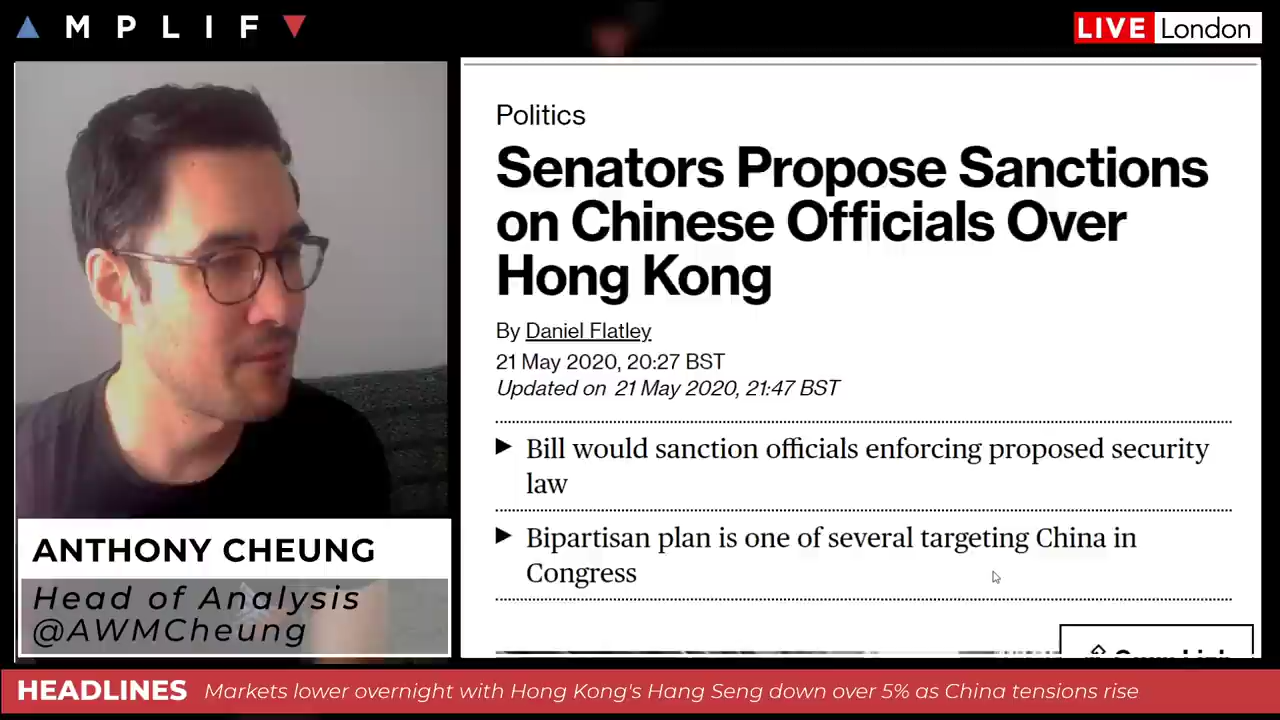 MPLIF
LIVE London
Politics
Senators Propose Sanctions
on Chinese Officials Over
Hong Kong
By Daniel Flatley
21 May 2020, 20:27 BST
Updated on 21 May 2020, 21:47 BST
Bill would sanction officials enforcing proposed security
law
Bipartisan plan is one of several targeting China in
Congress
ANTHONY CHEUNG
Head of Analysis
@AWMCheung
HEADLINES Markets lower overnight with Hong Kong's Hang Seng down over 5% as China tensions rise